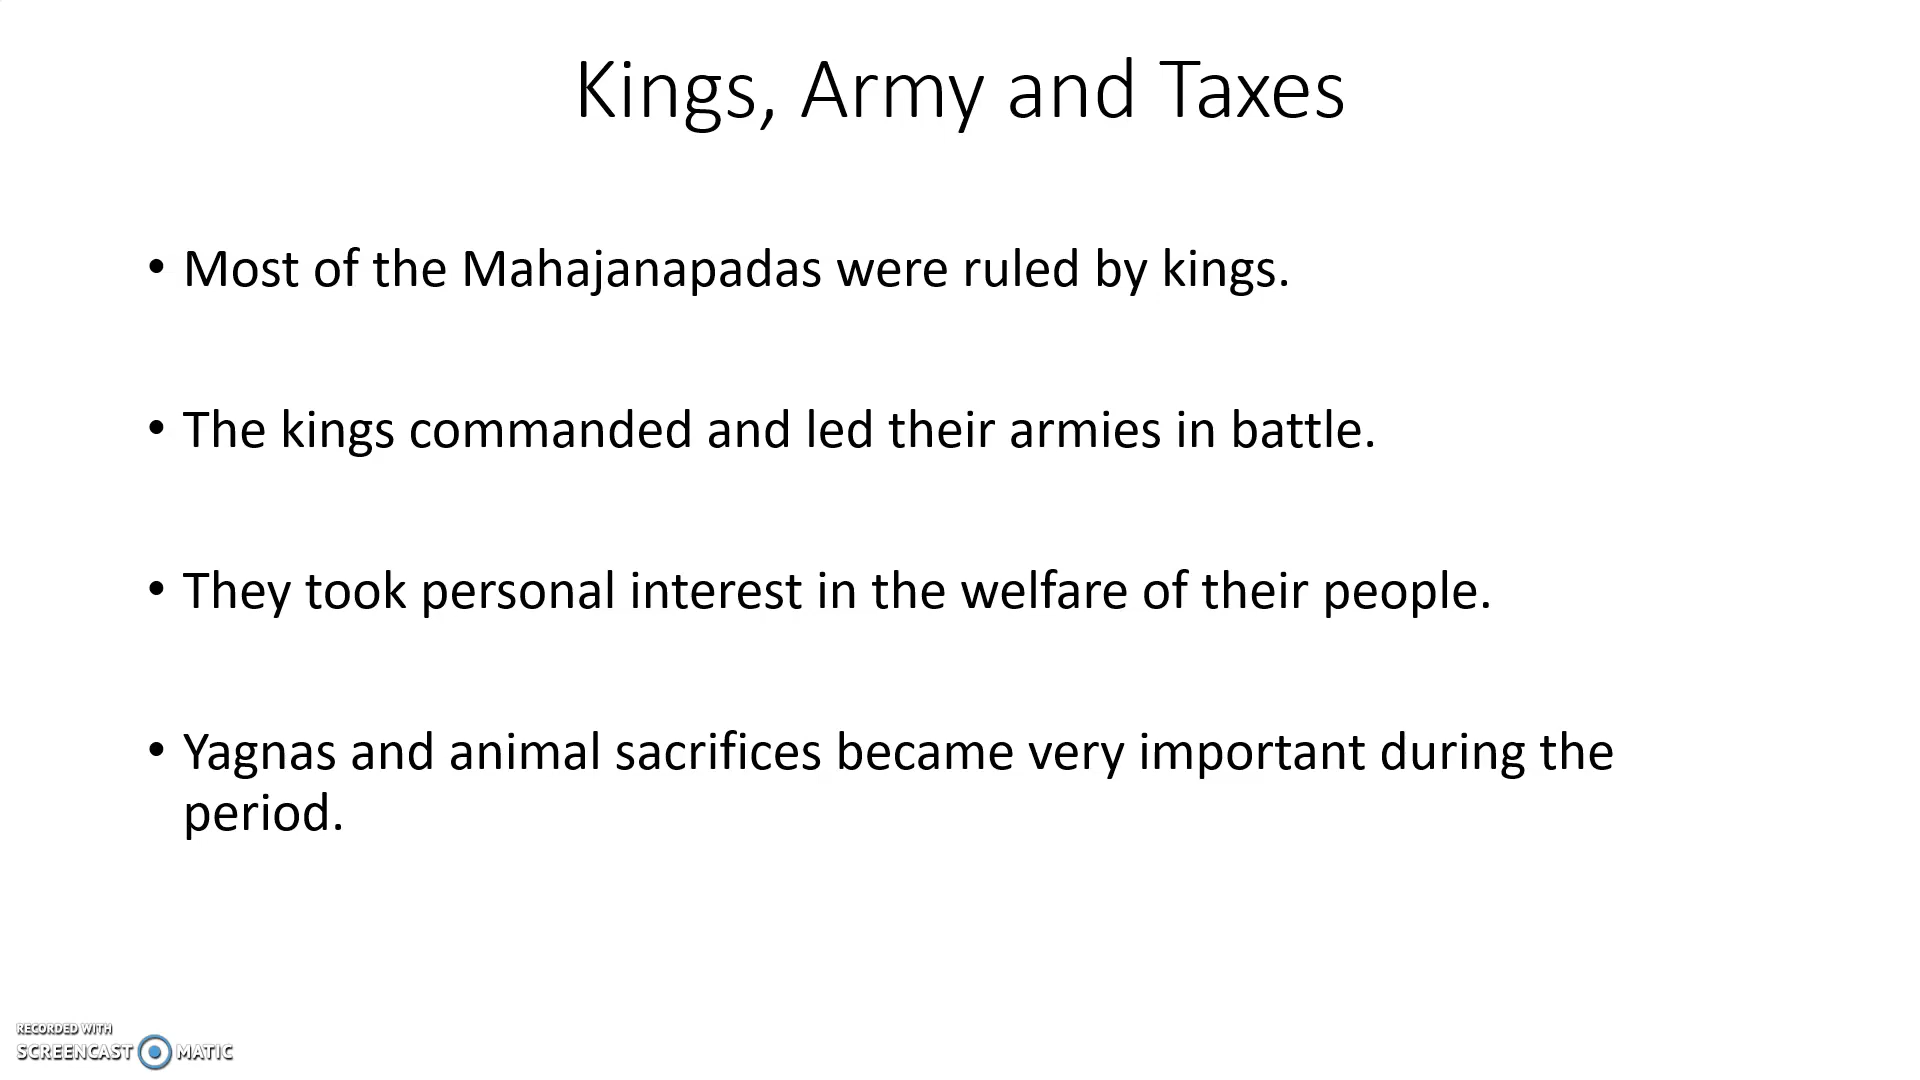 Kings, Army and Taxes
• Most of the Mahajanapadas were ruled by kings.
• The kings commanded and led their armies in battle.
• They took personal interest in the welfare of their people.
• Yagnas and animal sacrifices became very important during the
period.
RECORDED WITH
SCREENCAST MATIC